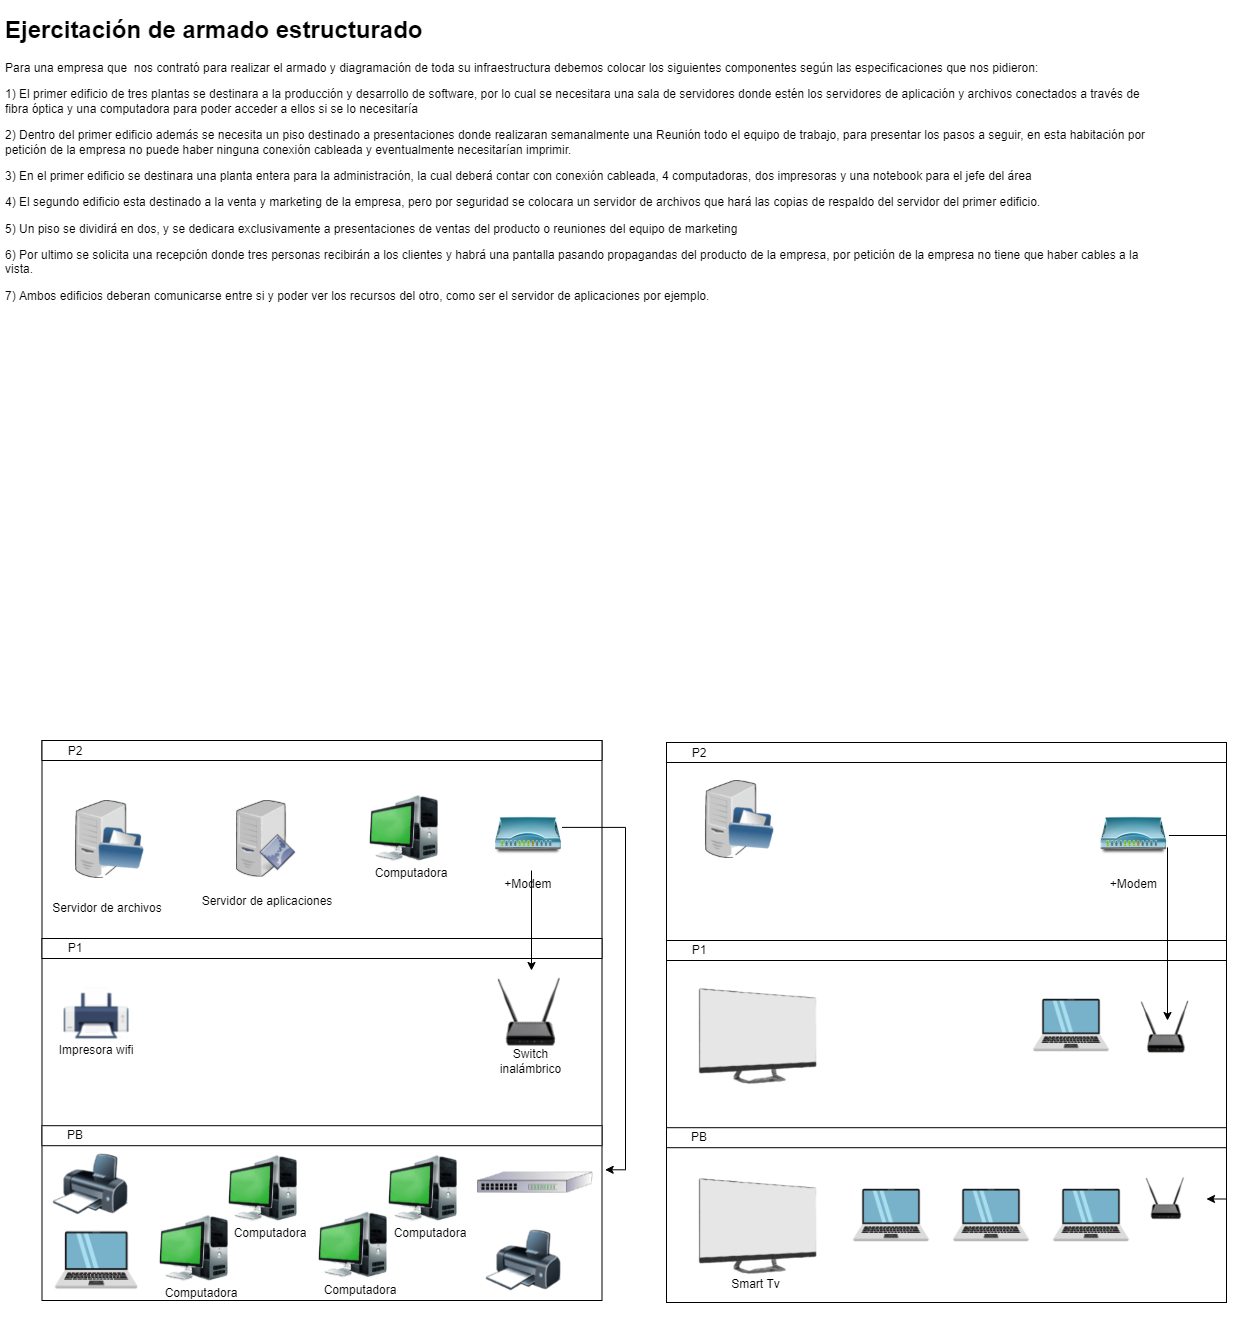 Ejercitación de armado estructurado
Para una empresa que  nos contrató para realizar el armado y diagramación de toda su infraestructura debemos colocar los siguientes componentes según las especificaciones que nos pidieron:
1) El primer edificio de tres plantas se destinara a la producción y desarrollo de software, por lo cual se necesitara una sala de servidores donde estén los servidores de aplicación y archivos conectados a través de
fibra óptica y una computadora para poder acceder a ellos si se lo necesitaría
2) Dentro del primer edificio además se necesita un piso destinado a presentaciones donde realizaran semanalmente una Reunión todo el equipo de trabajo, para presentar los pasos a seguir, en esta habitación por
petición de la empresa no puede haber ninguna conexión cableada y eventualmente necesitarían imprimir.
3) En el primer edificio se destinara una planta entera para la administración, la cual deberá contar con conexión cableada, 4 computadoras, dos impresoras y una notebook para el jefe del área
4) El segundo edificio esta destinado a la venta y marketing de la empresa, pero por seguridad se colocara un servidor de archivos que hará las copias de respaldo del servidor del primer edificio.
5) Un piso se dividirá en dos, y se dedicara exclusivamente a presentaciones de ventas del producto o reuniones del equipo de marketing
6) Por ultimo se solicita una recepción donde tres personas recibirán a los clientes y habrá una pantalla pasando propagandas del producto de la empresa, por petición de la empresa no tiene que haber cables a la
vista.
7) Ambos edificios deberan comunicarse entre si y poder ver los recursos del otro, como ser el servidor de aplicaciones por ejemplo.
P2
Computadora
+Modem
Servidor de archivos
Servidor de aplicaciones
P1
Impresora wifi
Switch
inalámbrico
PB
Computadora
Computadora
Computadora
Computadora
P2
+Modem
P1
PB
Smart Tv